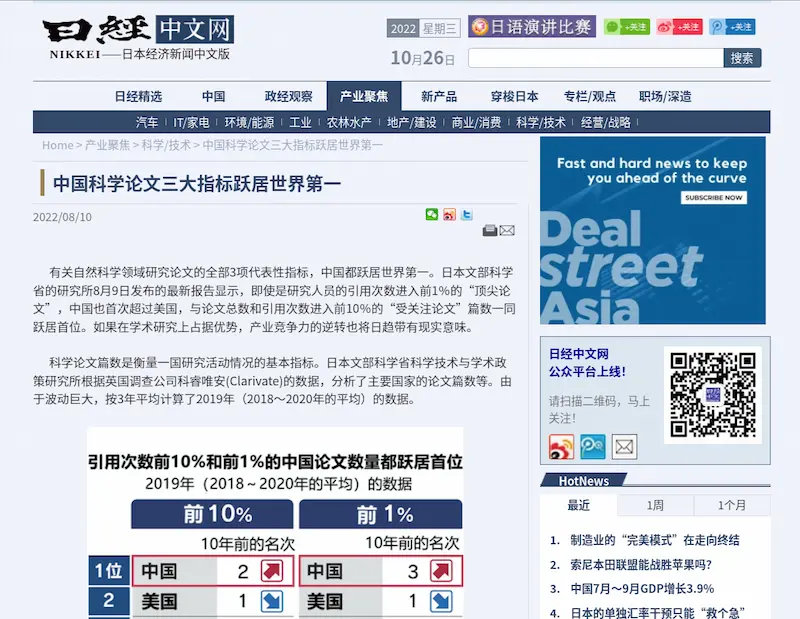 日経中文网
NIKKEI——日本经济新闻中文版
2022 星期三
10月26日
日语演讲比赛
+关注
+关注
+关注
搜索
日经精选 中国 政经观察 产业聚焦 新产品 穿梭日本 专栏/观点 职场/深造
汽车 IT/家电 环境/能源 工业 农林水产 地产/建设 商业/消费 科学/技术 经营/战略
Home > 产业聚焦 > 科学/技术 > 中国科学论文三大指标跃居世界第一
中国科学论文三大指标跃居世界第一
2022/08/10
有关自然科学领域研究论文的全部3项代表性指标，中国都跃居世界第一。日本文部科学
省的研究所8月9日发布的最新报告显示，即使是研究人员的引用次数进入前1%的“顶尖论
文”，中国也首次超过美国，与论文总数和引用次数进入前10%的“受关注论文”篇数一同
跃居首位。如果在学术研究上占据优势，产业竞争力的逆转也将日趋带有现实意味。
科学论文篇数是衡量一国研究活动情况的基本指标。日本文部科学省科学技术与学术政
策研究所根据英国调查公司科睿唯安(Clarivate)的数据，分析了主要国家的论文篇数等。由
于波动巨大，按3年平均计算了2019年（2018～2020年的平均）的数据。
引用次数前10%和前1%的中国论文数量都跃居首位
2019年（2018～2020年的平均）的数据
前10% 前1%
10年前的名次 10年前的名次
1位 中国 2 中国 3
2 美国 1 美国 1
Fast and hard news to keep
you ahead of the curve
SUBSCRIBE NOW
Deal
street
Asia
日经中文网
公众平台上线！
请扫描二维码，马上
关注！
HotNews
最近 1周 1个月
1. 制造业的“完美模式”在走向终结
2. 索尼本田联盟能战胜苹果吗?
3. 中国7月～9月GDP增长3.9%
4. 日本的单独汇率干预只能“救个急”